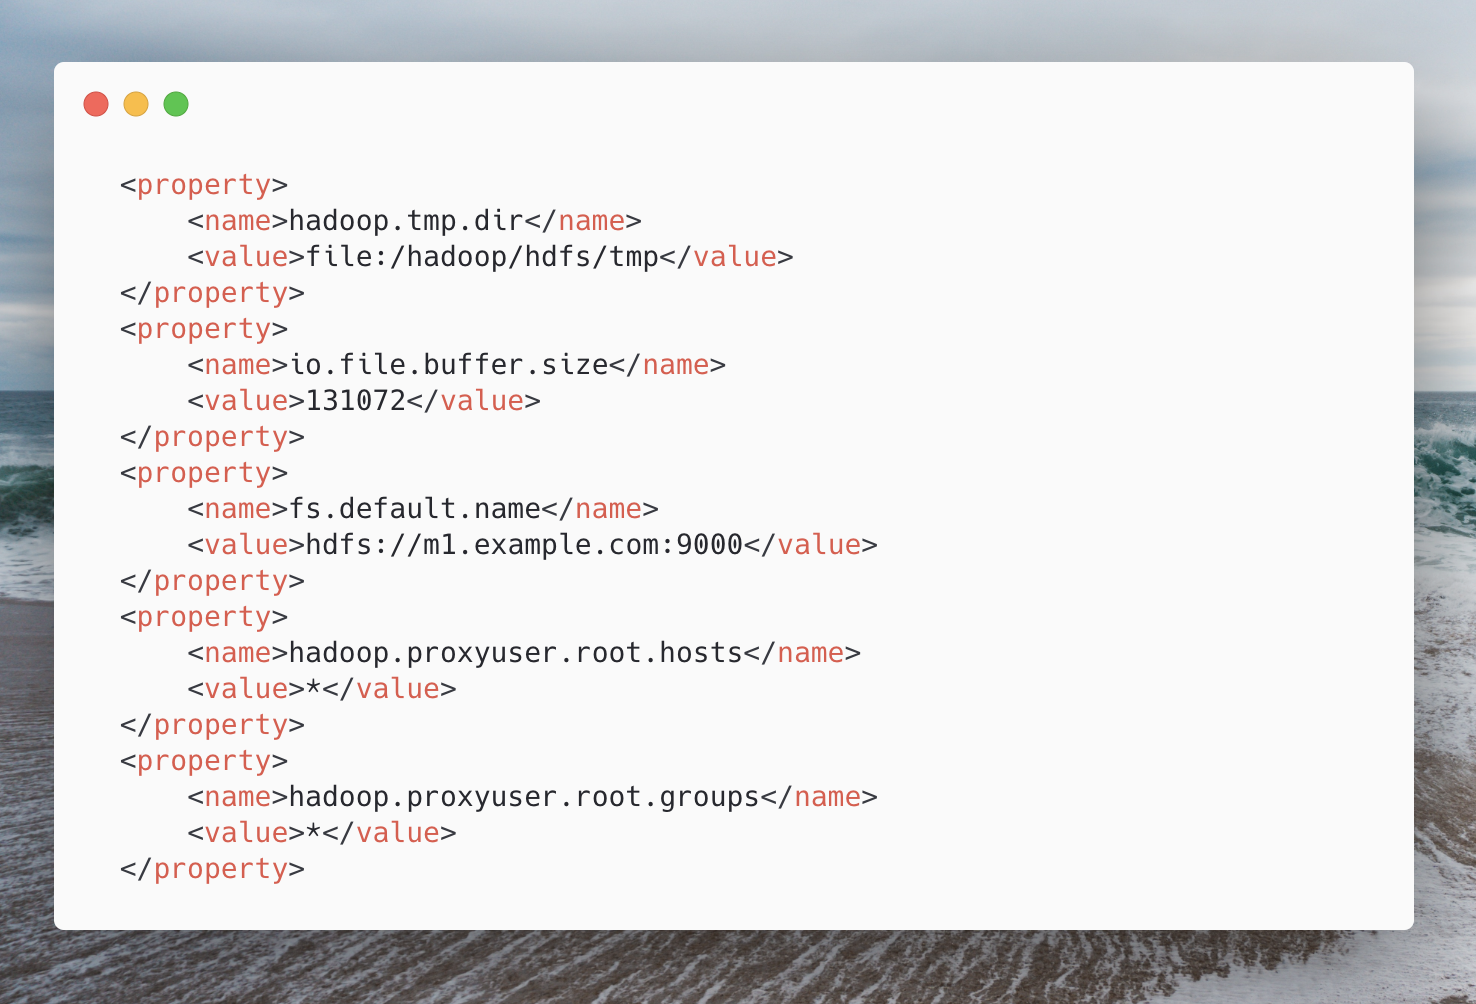 <property>
    <name>hadoop.tmp.dir</name>
    <value>file:/hadoop/hdfs/tmp</value>
</property>
<property>
    <name>io.file.buffer.size</name>
    <value>131072</value>
</property>
<property>
    <name>fs.default.name</name>
    <value>hdfs://m1.example.com:9000</value>
</property>
<property>
    <name>hadoop.proxyuser.root.hosts</name>
    <value>*</value>
</property>
<property>
    <name>hadoop.proxyuser.root.groups</name>
    <value>*</value>
</property>